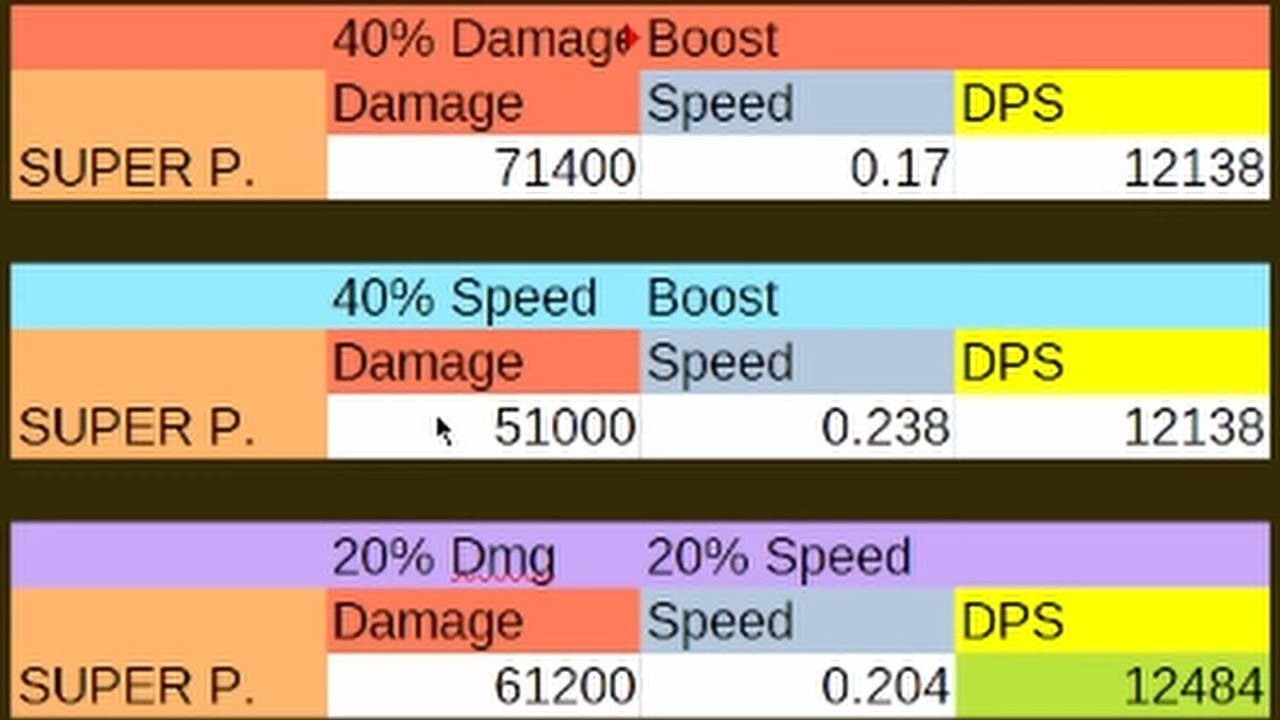 40% Damage Boost
Damage Speed DPS
SUPER P. 71400 0.17 12138
40% Speed Boost
Damage Speed DPS
SUPER P. 51000 0.238 12138
20% Dmg 20% Speed
Damage Speed DPS
SUPER P. 61200 0.204 12484